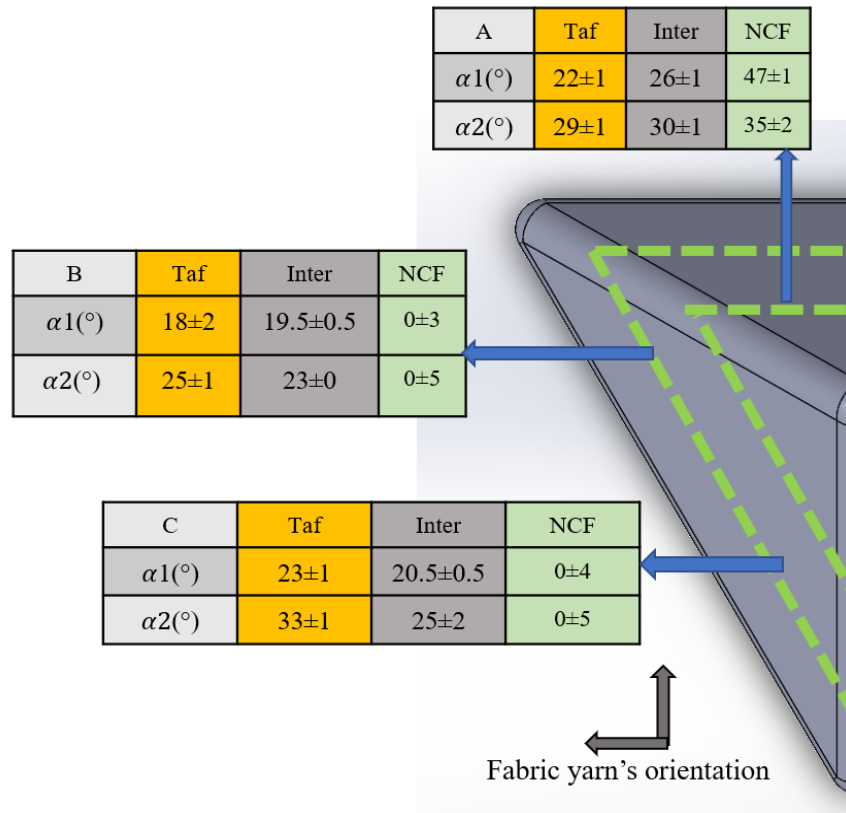 A Taf Inter NCF
α1(°) 22±1 26±1 47±1
α2(°) 29±1 30±1 35±2
B Taf Inter NCF
α1(°) 18±2 19.5±0.5 0±3
α2(°) 25±1 23±0 0±5
C Taf Inter NCF
α1(°) 23±1 20.5±0.5 0±4
α2(°) 33±1 25±2 0±5
Fabric yarn’s orientation